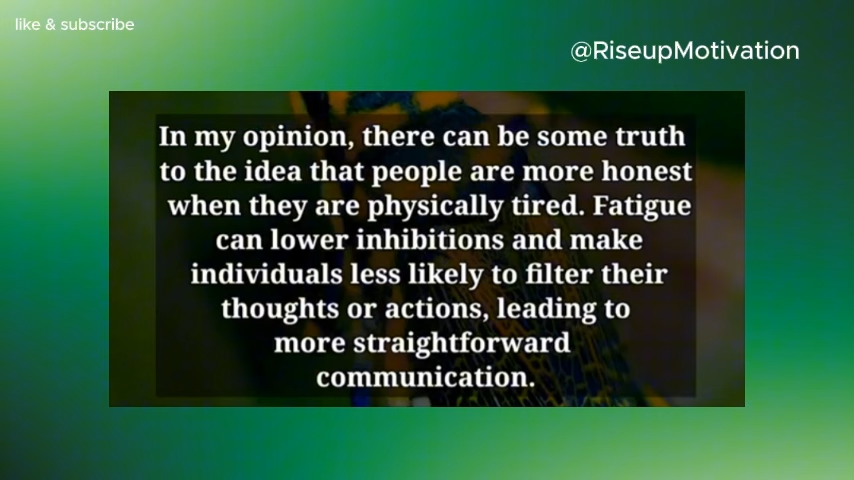 like & subscribe
@RiseupMotivation
In my opinion, there can be some truth
to the idea that people are more honest
when they are physically tired. Fatigue
can lower inhibitions and make
individuals less likely to filter their
thoughts or actions, leading to
more straightforward
communication.